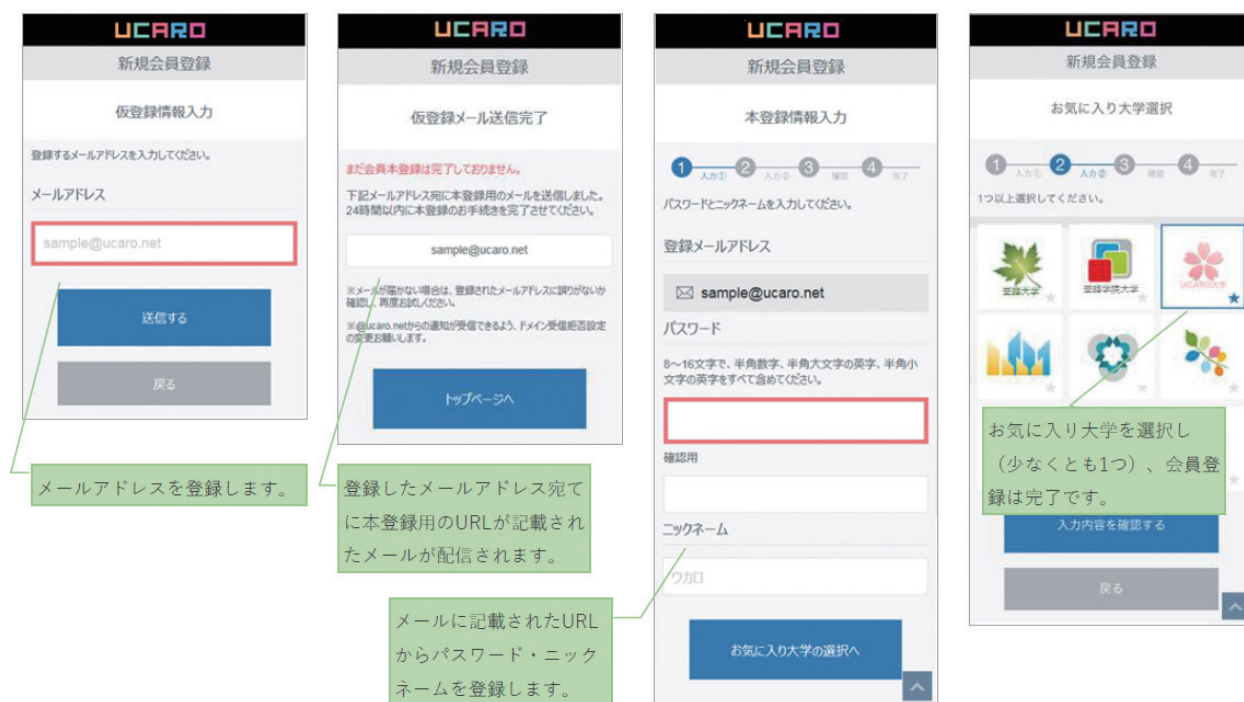 UCARO
新規会員登録
仮登録情報入力
登録するメールアドレスを入力してください。
メールアドレス
sample@ucaro.net
送信する
戻る
メールアドレスを登録します。
UCARO
新規会員登録
仮登録メール送信完了
まだ会員本登録は完了しておりません。
下記メールアドレス宛に本登録用のメールを送信しました。
24時間以内に本登録のお手続きを完了させてください。
sample@ucaro.net
※メールが届かない場合は、登録されたメールアドレスに誤りがないか
確認し、再度お試しください。
※@ucaro.netからの通知が受信できるよう、ドメイン受信拒否設定
の変更お願いします。
トップページへ
登録したメールアドレス宛て
に本登録用のURLが記載され
たメールが配信されます。
UCARO
新規会員登録
本登録情報入力
1 入力① 2 入力② 3 確認 4 完了
パスワードとニックネームを入力してください。
登録メールアドレス
sample@ucaro.net
パスワード
8～16文字で、半角数字、半角大文字の英字、半角小
文字の英字をすべて含めてください。
確認用
ニックネーム
ウカロ
お気に入り大学の選択へ
メールに記載されたURL
からパスワード・ニック
ネームを登録します。
UCARO
新規会員登録
お気に入り大学選択
1 入力① 2 入力② 3 確認 4 完了
1つ以上選択してください。
登録大学
登録学院大学
UCARO大学
お気に入り大学を選択し
（少なくとも1つ）、会員登
録は完了です。
入力内容を確認する
戻る